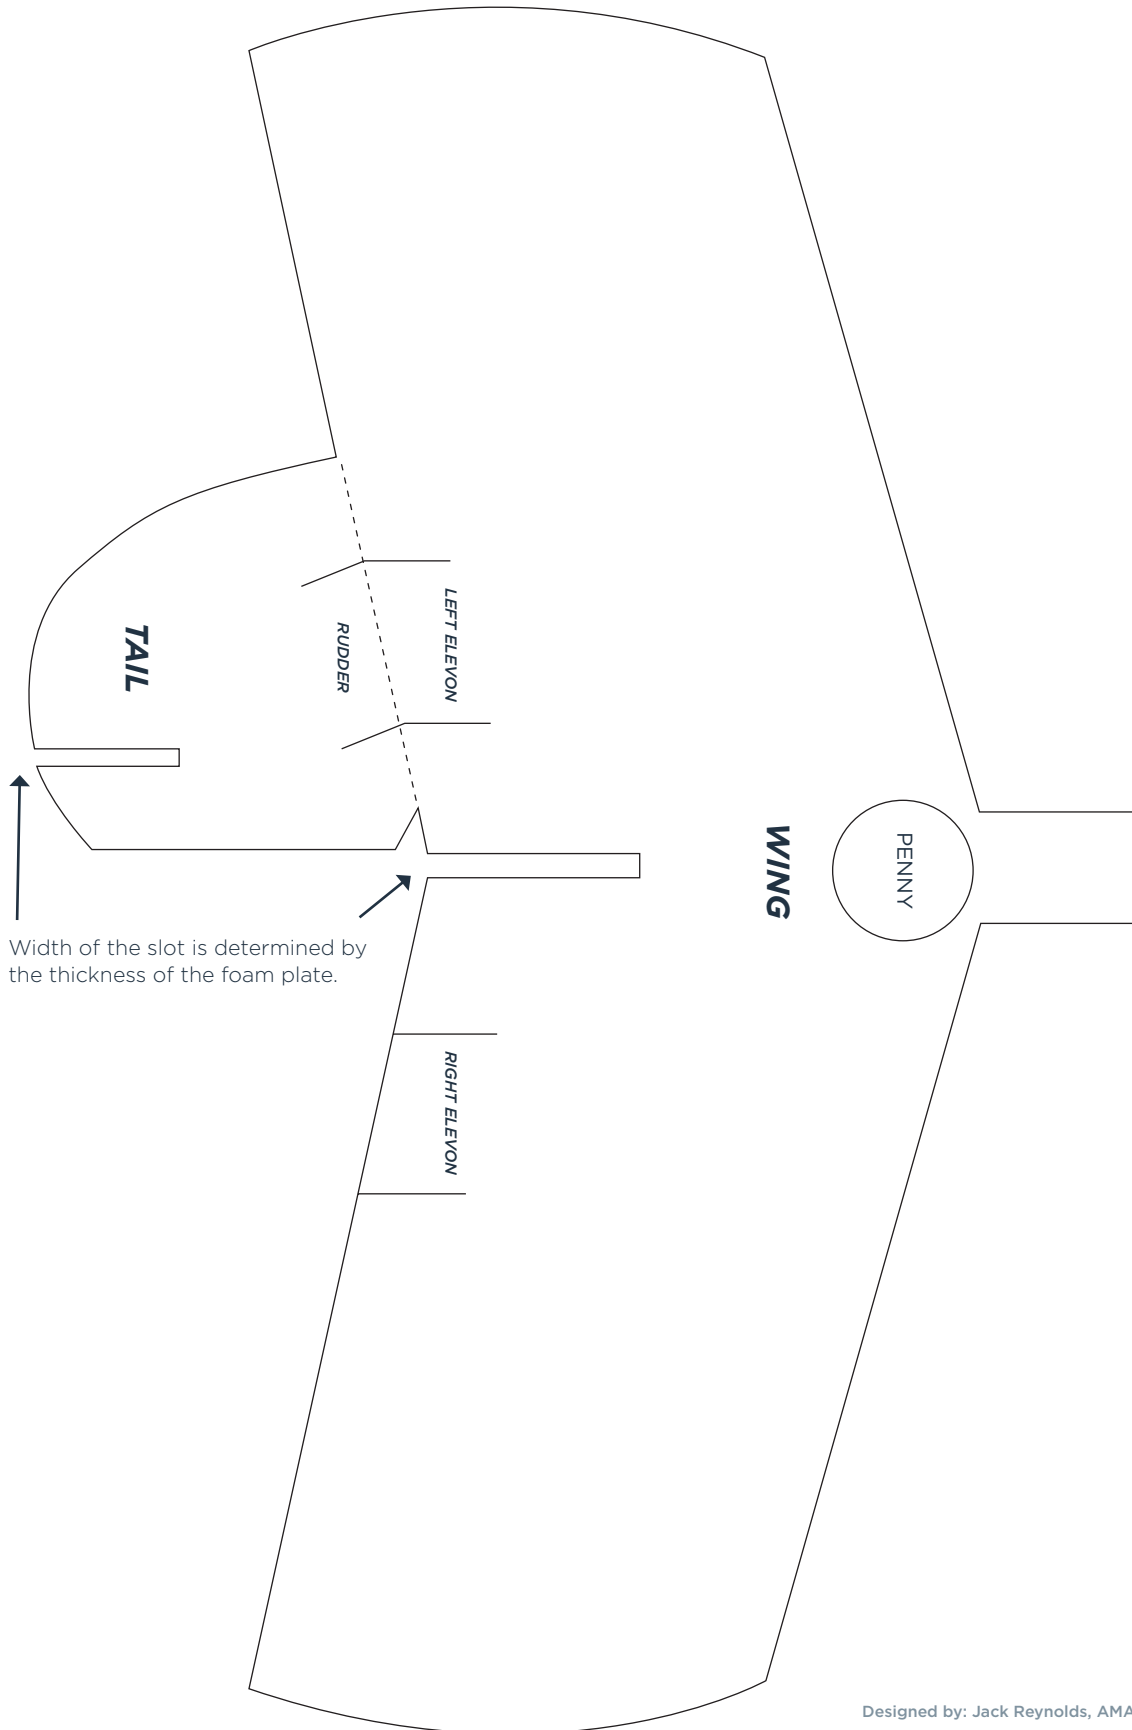 LEFT ELEVON
TAIL
RUDDER
WING
PENNY
Width of the slot is determined by
the thickness of the foam plate.
RIGHT ELEVON
Designed by: Jack Reynolds, AMA